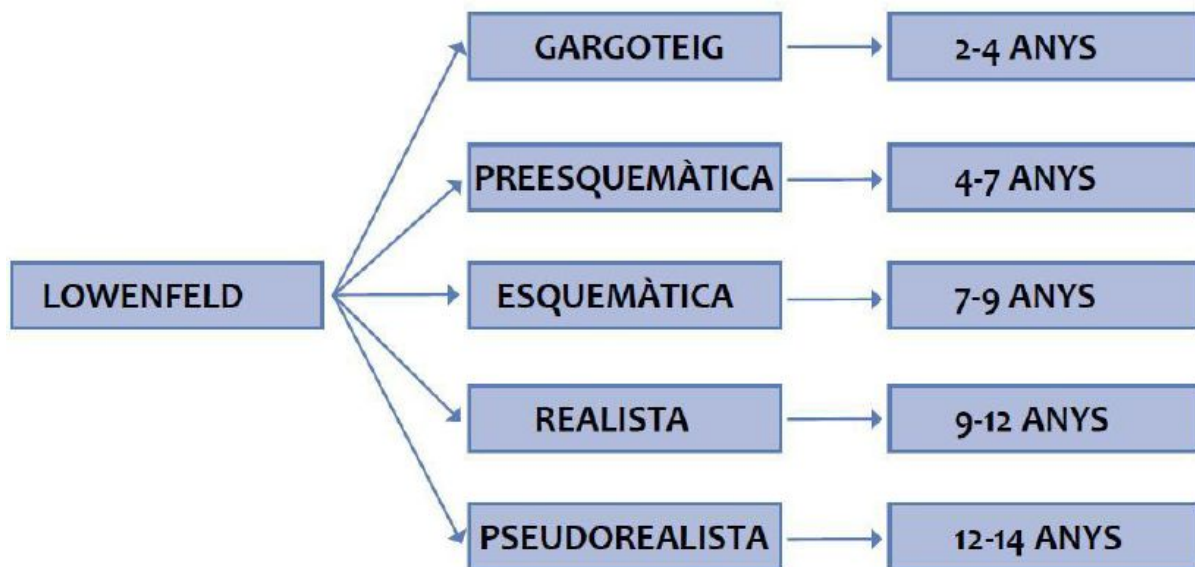 LOWENFELD
GARGOTEIG
2-4 ANYS
PREESQUEMÀTICA
4-7 ANYS
ESQUEMÀTICA
7-9 ANYS
REALISTA
9-12 ANYS
PSEUDOREALISTA
12-14 ANYS